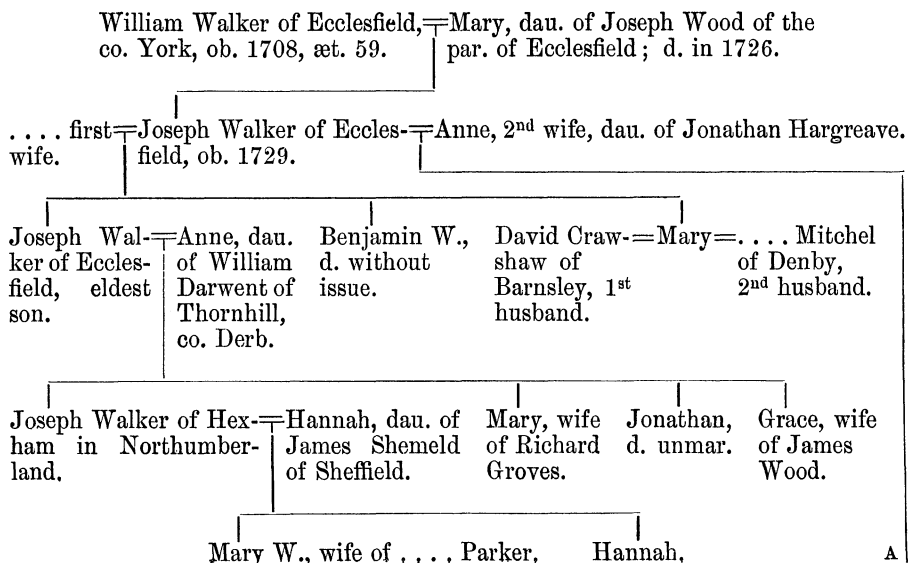 William Walker of Ecclesfield,=Mary, dau. of Joseph Wood of the
co. York, ob. 1708, æt. 59. par. of Ecclesfield; d. in 1726.
. . . . first=Joseph Walker of Eccles-=Anne, 2nd wife, dau. of Jonathan Hargreave.
wife. field, ob. 1729.
Joseph Wal-=Anne, dau. Benjamin W., David Craw-=Mary=. . . . Mitchel
ker of Eccles- of William d. without shaw of of Denby,
field, eldest Darwent of issue. Barnsley, 1st 2nd husband.
son. Thornhill, husband.
co. Derb.
Joseph Walker of Hex-=Hannah, dau. of Mary, wife Jonathan, Grace, wife
ham in Northumber- James Shemeld of Richard d. unmar. of James
land. of Sheffield. Groves. Wood.
Mary W., wife of . . . . Parker, Hannah, A